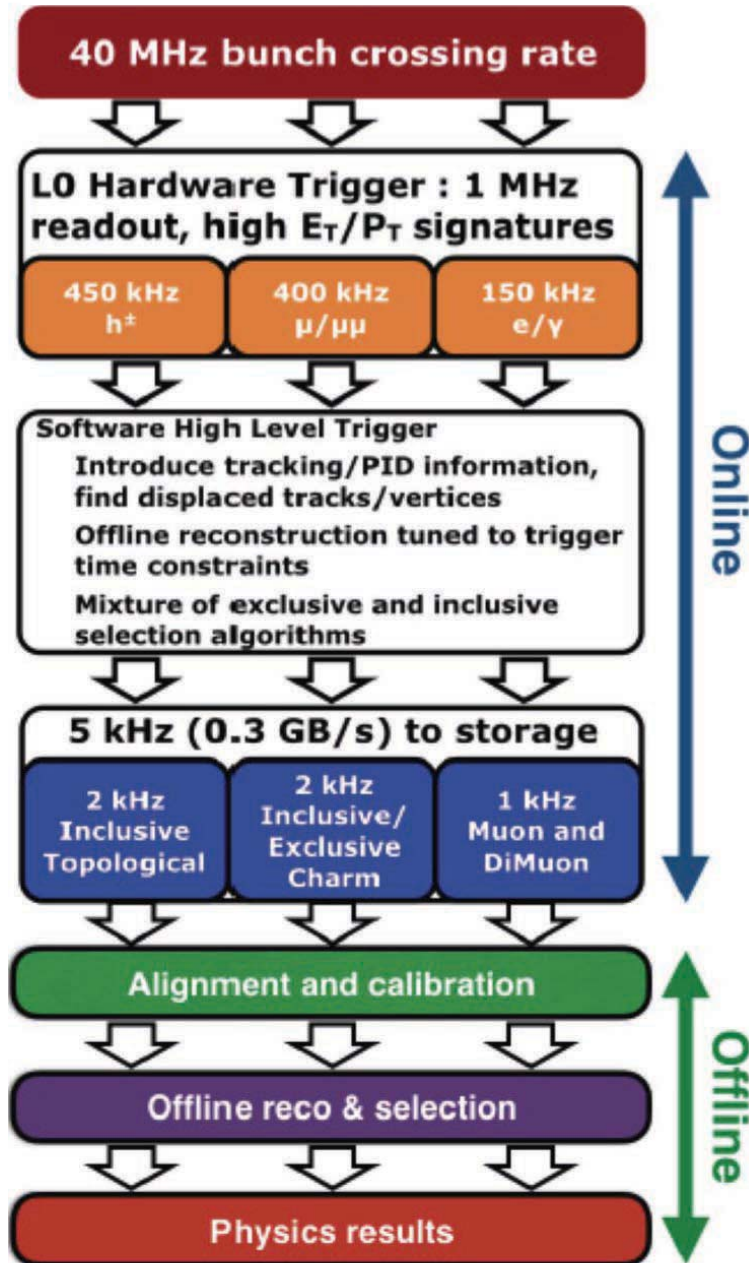 40 MHz bunch crossing rate
L0 Hardware Trigger : 1 MHz
readout, high E_T/P_T signatures
450 kHz
h±
400 kHz
μ/μμ
150 kHz
e/γ
Software High Level Trigger
Introduce tracking/PID information,
find displaced tracks/vertices
Offline reconstruction tuned to trigger
time constraints
Mixture of exclusive and inclusive
selection algorithms
5 kHz (0.3 GB/s) to storage
2 kHz
Inclusive
Topological
2 kHz
Inclusive/
Exclusive
Charm
1 kHz
Muon and
DiMuon
Online
Alignment and calibration
Offline reco & selection
Physics results
Offline